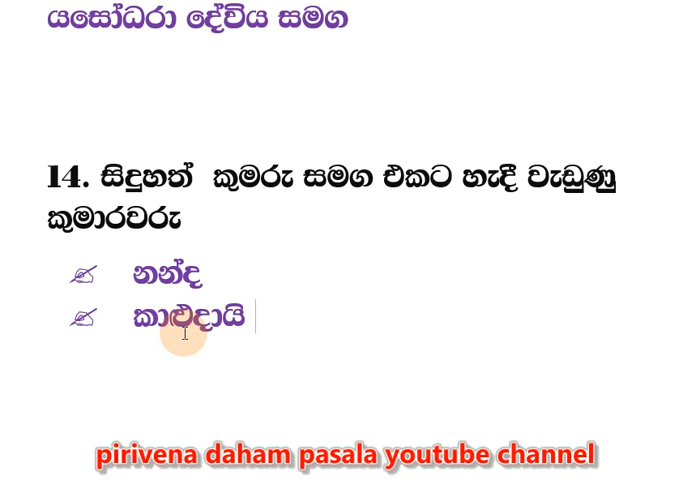 යසෝධරා දේවිය සමග
14. සිදුහත් කුමරු සමග එකට හැදී වැඩුණු
කුමාරවරු
නන්ද
කාළුදායි
pirivena daham pasala youtube channel